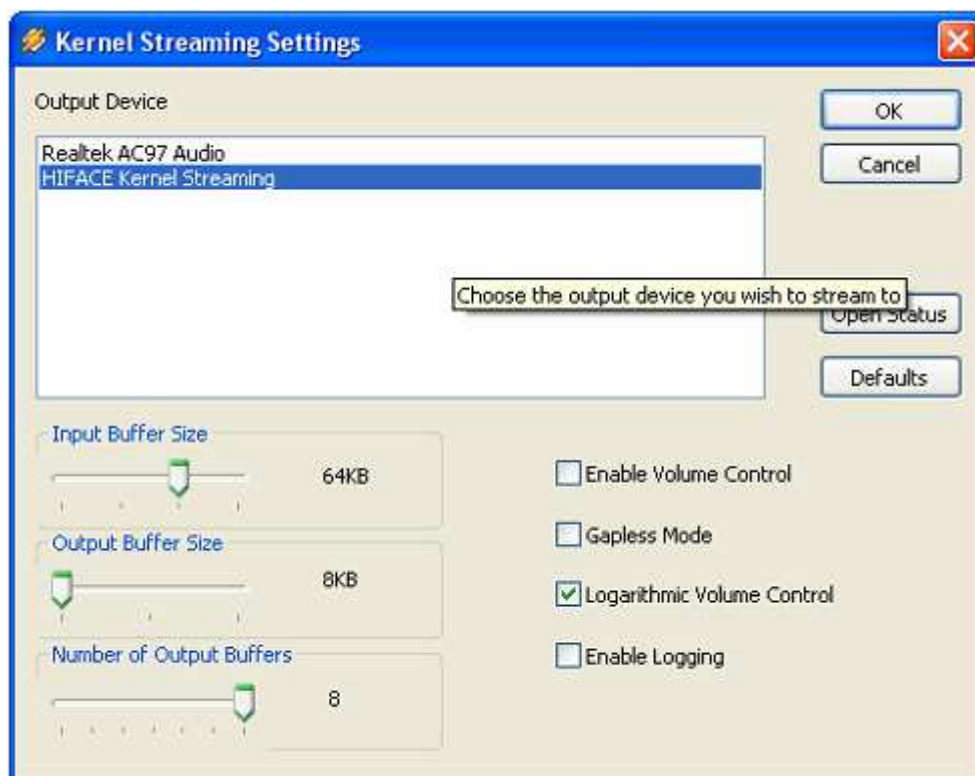 Kernel Streaming Settings
Output Device
OK
Realtek AC97 Audio
HIFACE Kernel Streaming
Cancel
Choose the output device you wish to stream to
Open Status
Defaults
Input Buffer Size
64KB
Enable Volume Control
Gapless Mode
Output Buffer Size
8KB
Logarithmic Volume Control
Number of Output Buffers
8
Enable Logging